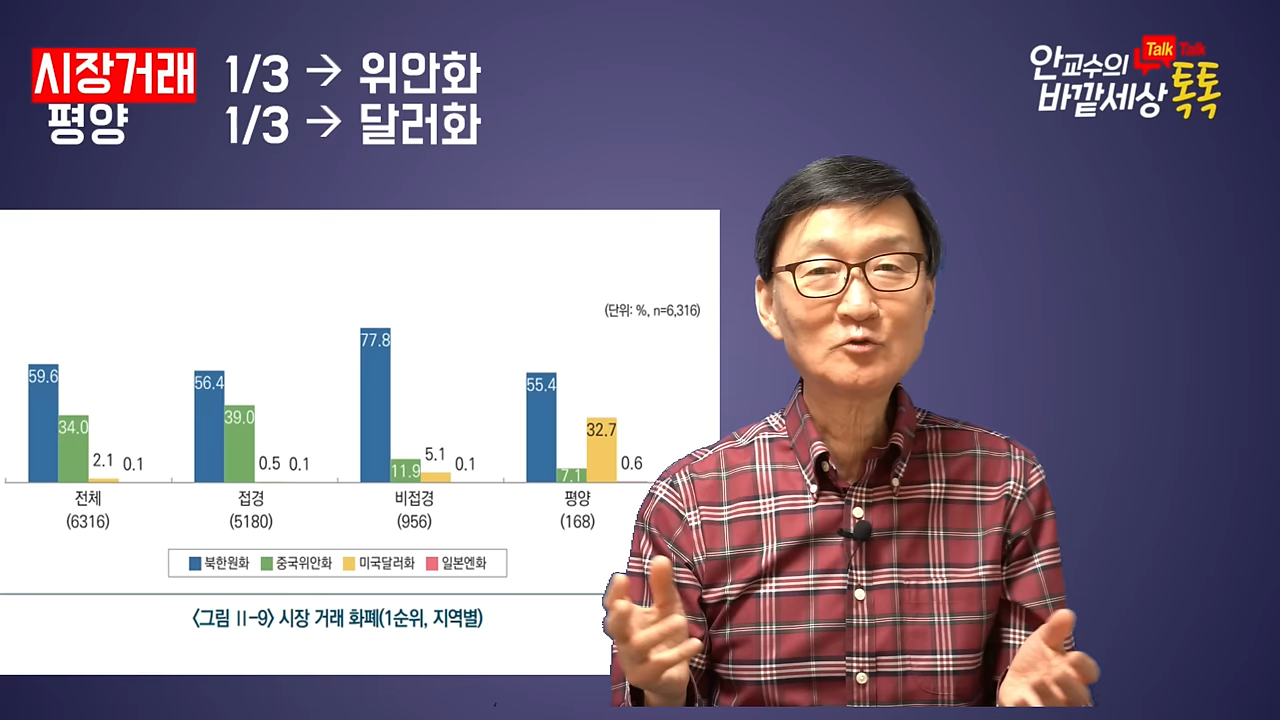 시장거래 1/3 → 위안화
평양 1/3 → 달러화
안교수의 Talk Talk
바깥세상 톡톡
(단위: %, n=6,316)
59.6 34.0 2.1 0.1
56.4 39.0 0.5 0.1
77.8 11.9 5.1 0.1
55.4 7.1 32.7 0.6
전체 접경 비접경 평양
(6316) (5180) (956) (168)
북한원화 중국위안화 미국달러화 일본엔화
<그림 Ⅱ-9> 시장 거래 화폐(1순위, 지역별)